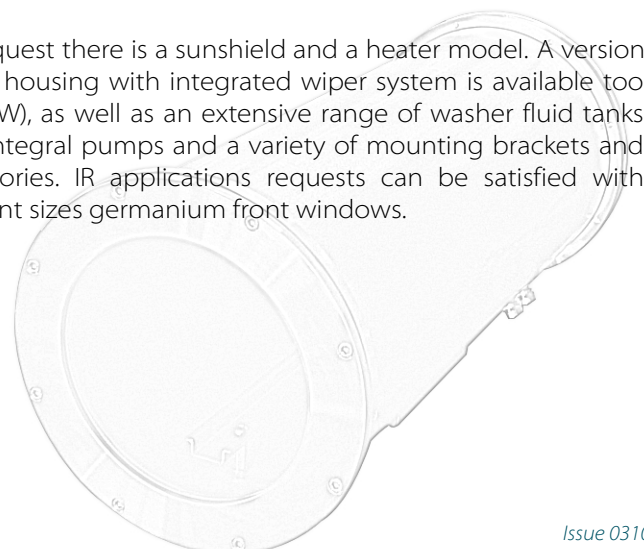 quest there is a sunshield and a heater model. A version
housing with integrated wiper system is available too
W), as well as an extensive range of washer fluid tanks
ntegral pumps and a variety of mounting brackets and
ories. IR applications requests can be satisfied with
nt sizes germanium front windows.
Issue 0310